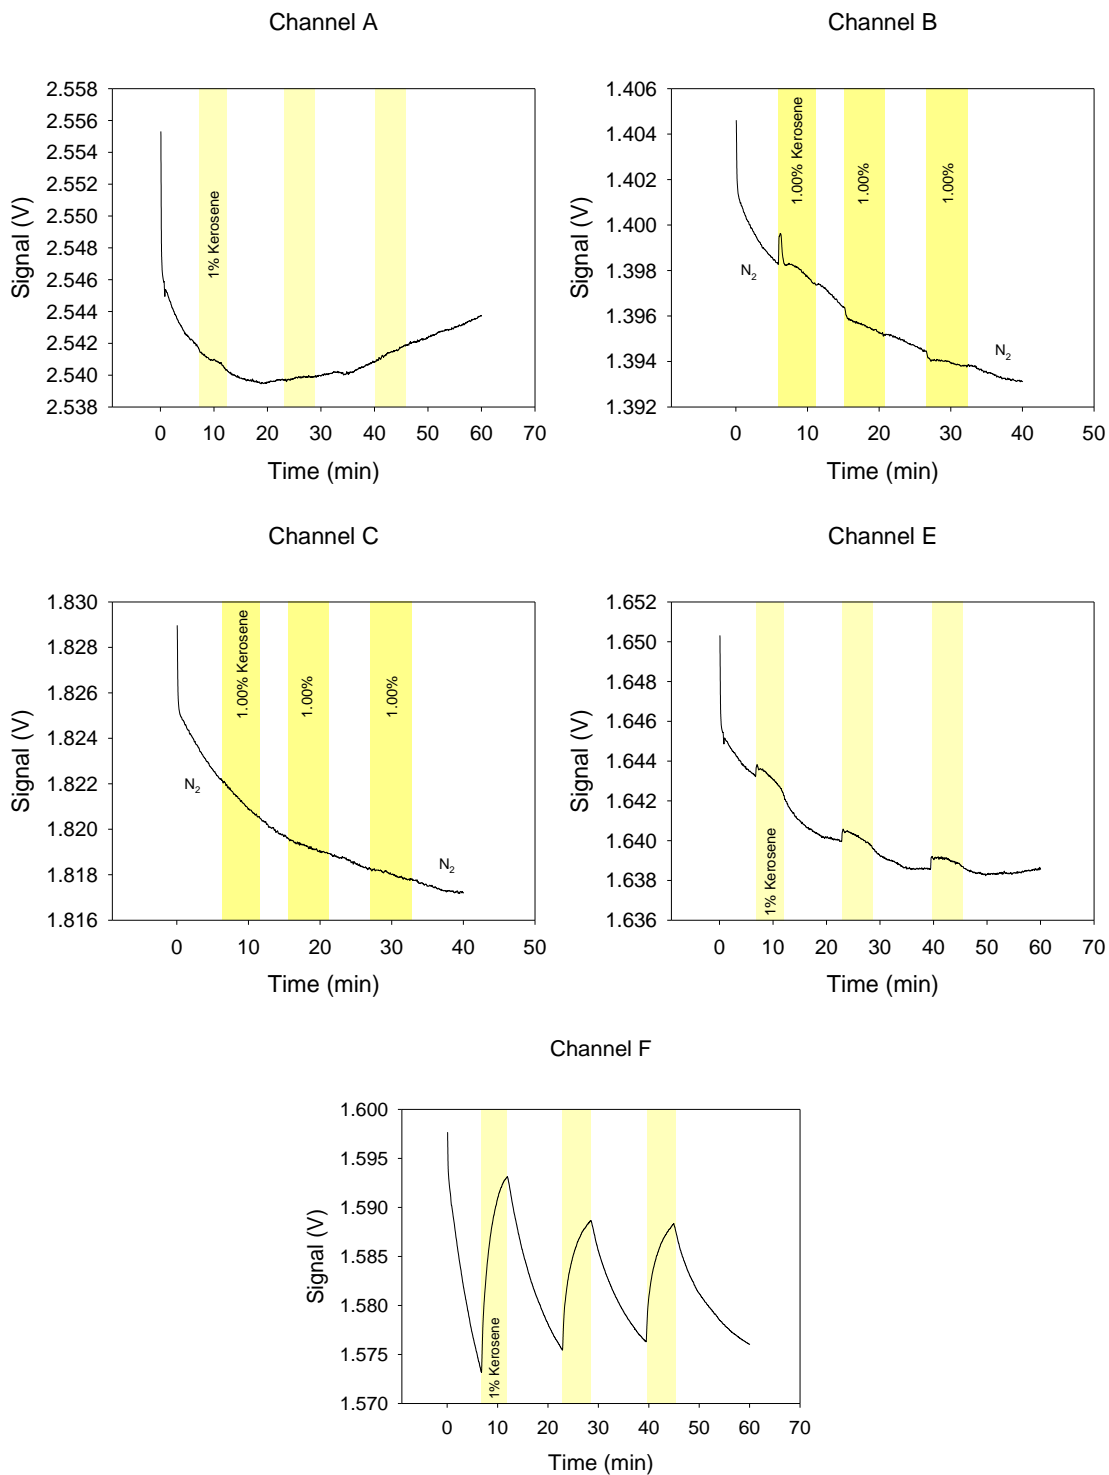 Channel A
2.558
2.556
2.554
2.552
2.550
2.548
2.546
2.544
2.542
2.540
2.538
Signal (V)
1% Kerosene
0 10 20 30 40 50 60 70
Time (min)
Channel B
1.406
1.404
1.402
1.400
1.398
1.396
1.394
1.392
Signal (V)
N₂
1.00% Kerosene
1.00%
1.00%
N₂
0 10 20 30 40 50
Time (min)
Channel C
1.830
1.828
1.826
1.824
1.822
1.820
1.818
1.816
Signal (V)
N₂
1.00% Kerosene
1.00%
1.00%
N₂
0 10 20 30 40 50
Time (min)
Channel E
1.652
1.650
1.648
1.646
1.644
1.642
1.640
1.638
1.636
Signal (V)
1% Kerosene
0 10 20 30 40 50 60 70
Time (min)
Channel F
1.600
1.595
1.590
1.585
1.580
1.575
1.570
Signal (V)
1% Kerosene
0 10 20 30 40 50 60 70
Time (min)